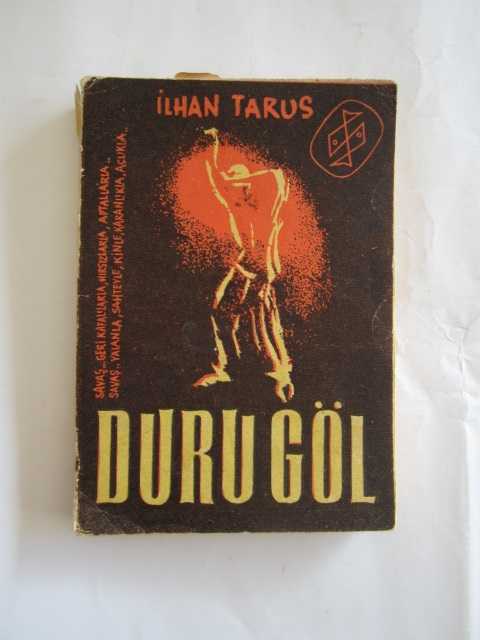 İLHAN TARUS
SAVAŞ... GERİ KAFALILARLA, HIRSIZLARLA, APTALLARLA..
SAVAŞ.. YALANLA, SAHTEYLE, KİNLE, KARANLIKLA, AÇLIKLA..
DURU GÖL